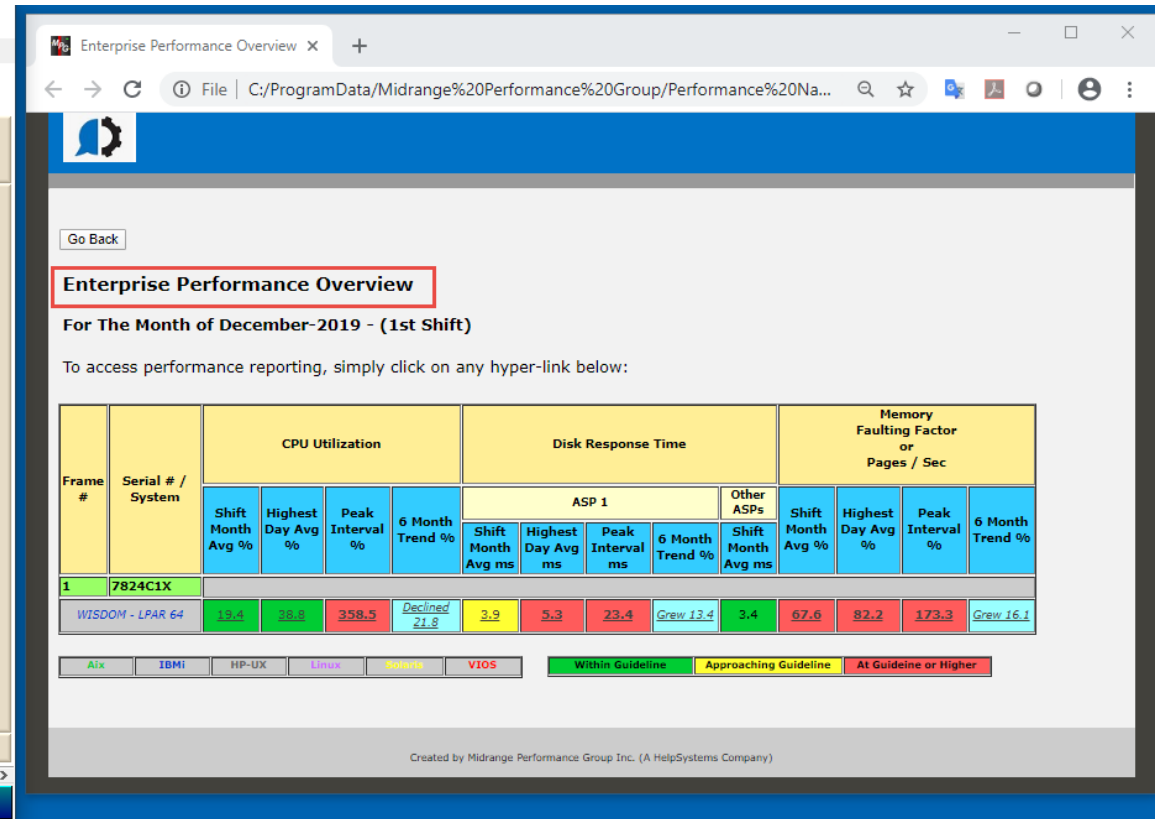 MPG Enterprise Performance Overview × +
File | C:/ProgramData/Midrange%20Performance%20Group/Performance%20Na...
Go Back
Enterprise Performance Overview
For The Month of December-2019 - (1st Shift)
To access performance reporting, simply click on any hyper-link below:
Frame #
Serial # / System
CPU Utilization
Disk Response Time
Memory
Faulting Factor
or
Pages / Sec
ASP 1
Other ASPs
Shift Month Avg %
Highest Day Avg %
Peak Interval %
6 Month Trend %
Shift Month Avg ms
Highest Day Avg ms
Peak Interval ms
6 Month Trend %
Shift Month Avg ms
Shift Month Avg %
Highest Day Avg %
Peak Interval %
6 Month Trend %
1 7824C1X
WISDOM - LPAR 64 19.4 38.8 358.5 Declined 21.8 3.9 5.3 23.4 Grew 13.4 3.4 67.6 82.2 173.3 Grew 16.1
Aix IBMi HP-UX Linux Solaris VIOS Within Guideline Approaching Guideline At Guideine or Higher
Created by Midrange Performance Group Inc. (A HelpSystems Company)